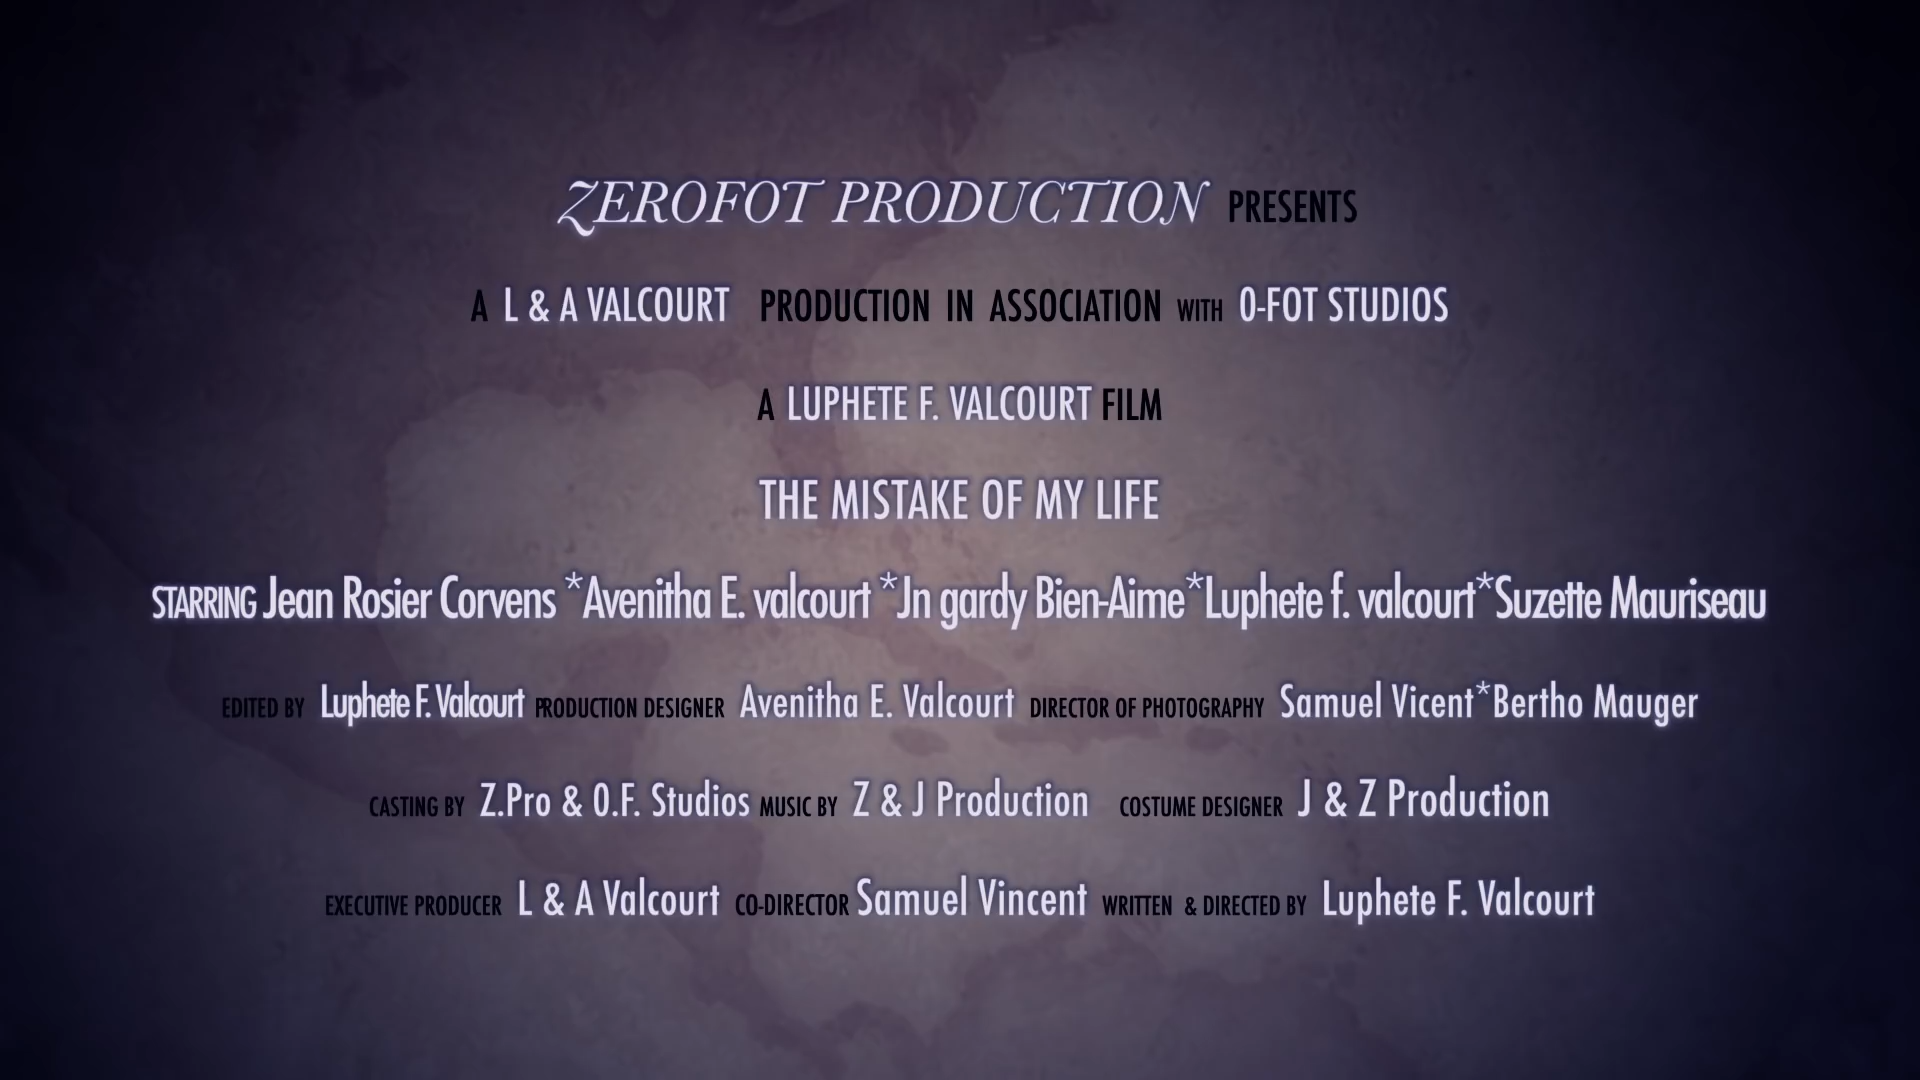 ZEROFOT PRODUCTION PRESENTS
A L & A VALCOURT PRODUCTION IN ASSOCIATION WITH 0-FOT STUDIOS
A LUPHETE F. VALCOURT FILM
THE MISTAKE OF MY LIFE
STARRING Jean Rosier Corvens *Avenitha E. valcourt *Jn gardy Bien-Aime*Luphete f. valcourt*Suzette Mauriseau
EDITED BY Luphete F. Valcourt PRODUCTION DESIGNER Avenitha E. Valcourt DIRECTOR OF PHOTOGRAPHY Samuel Vicent*Bertho Mauger
CASTING BY Z.Pro & O.F. Studios MUSIC BY Z & J Production COSTUME DESIGNER J & Z Production
EXECUTIVE PRODUCER L & A Valcourt CO-DIRECTOR Samuel Vincent WRITTEN & DIRECTED BY Luphete F. Valcourt